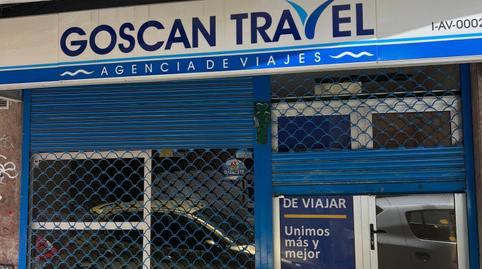 GOSCAN TRAVEL
I-AV-0002
AGENCIA DE VIAJES
DE VIAJAR
Unimos
más y
mejor